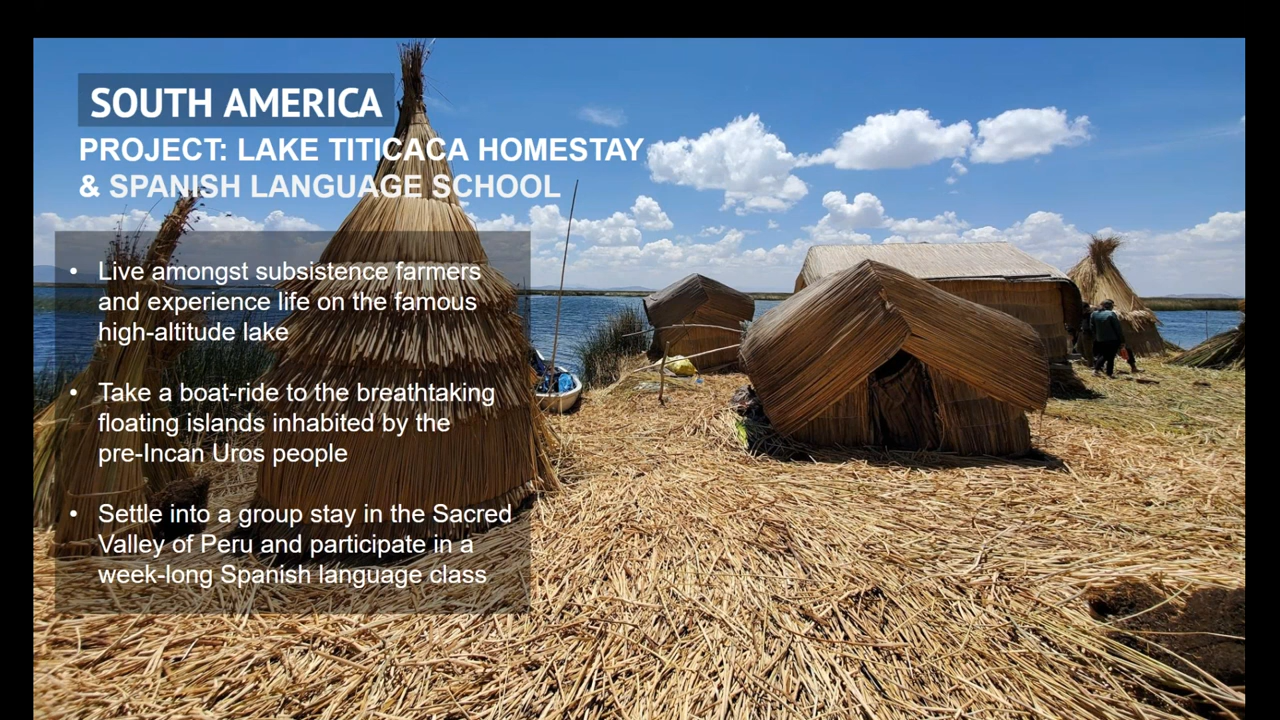 SOUTH AMERICA
PROJECT: LAKE TITICACA HOMESTAY
& SPANISH LANGUAGE SCHOOL
• Live amongst subsistence farmers
and experience life on the famous
high-altitude lake
• Take a boat-ride to the breathtaking
floating islands inhabited by the
pre-Incan Uros people
• Settle into a group stay in the Sacred
Valley of Peru and participate in a
week-long Spanish language class